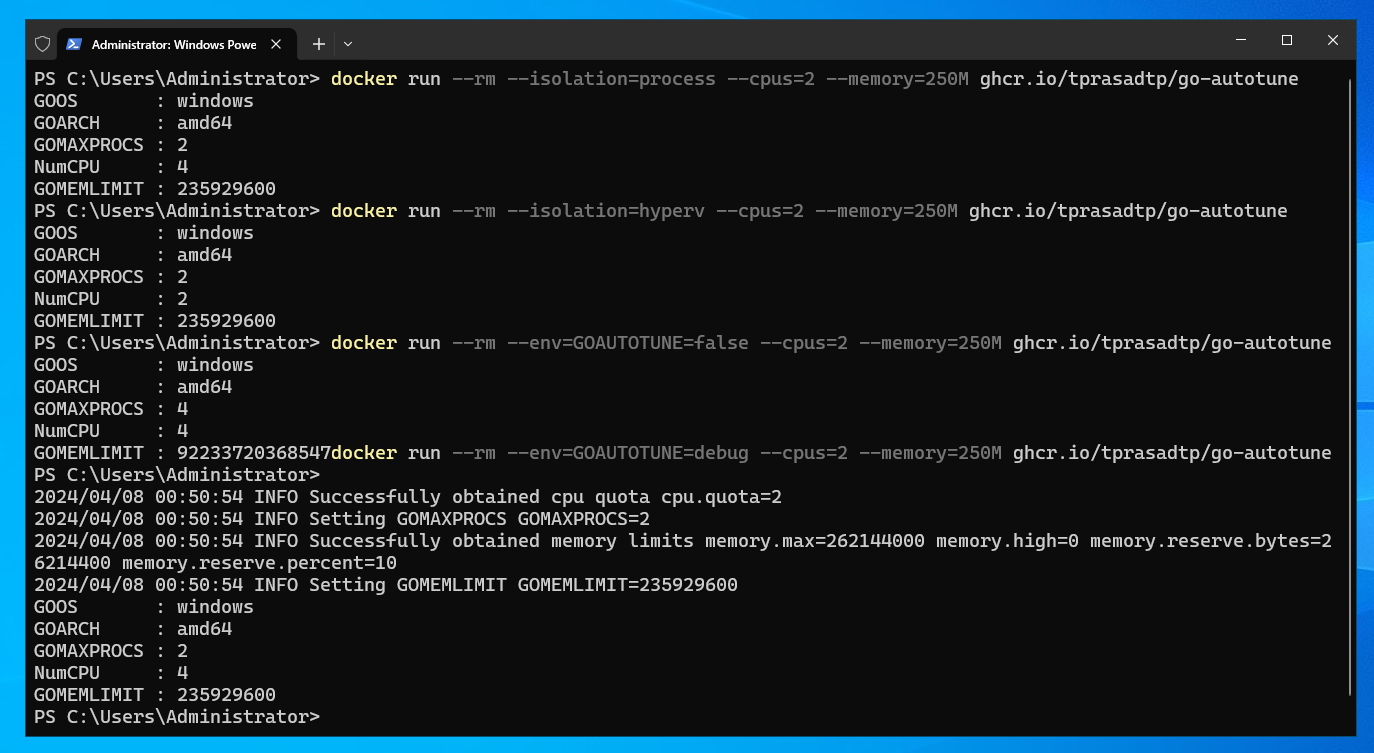 Administrator: Windows Powe
PS C:\Users\Administrator> docker run --rm --isolation=process --cpus=2 --memory=250M ghcr.io/tprasadtp/go-autotune
GOOS       : windows
GOARCH     : amd64
GOMAXPROCS : 2
NumCPU     : 4
GOMEMLIMIT : 235929600
PS C:\Users\Administrator> docker run --rm --isolation=hyperv --cpus=2 --memory=250M ghcr.io/tprasadtp/go-autotune
GOOS       : windows
GOARCH     : amd64
GOMAXPROCS : 2
NumCPU     : 2
GOMEMLIMIT : 235929600
PS C:\Users\Administrator> docker run --rm --env=GOAUTOTUNE=false --cpus=2 --memory=250M ghcr.io/tprasadtp/go-autotune
GOOS       : windows
GOARCH     : amd64
GOMAXPROCS : 4
NumCPU     : 4
GOMEMLIMIT : 92233720368547docker run --rm --env=GOAUTOTUNE=debug --cpus=2 --memory=250M ghcr.io/tprasadtp/go-autotune
PS C:\Users\Administrator>
2024/04/08 00:50:54 INFO Successfully obtained cpu quota cpu.quota=2
2024/04/08 00:50:54 INFO Setting GOMAXPROCS GOMAXPROCS=2
2024/04/08 00:50:54 INFO Successfully obtained memory limits memory.max=262144000 memory.high=0 memory.reserve.bytes=2
6214400 memory.reserve.percent=10
2024/04/08 00:50:54 INFO Setting GOMEMLIMIT GOMEMLIMIT=235929600
GOOS       : windows
GOARCH     : amd64
GOMAXPROCS : 2
NumCPU     : 4
GOMEMLIMIT : 235929600
PS C:\Users\Administrator>